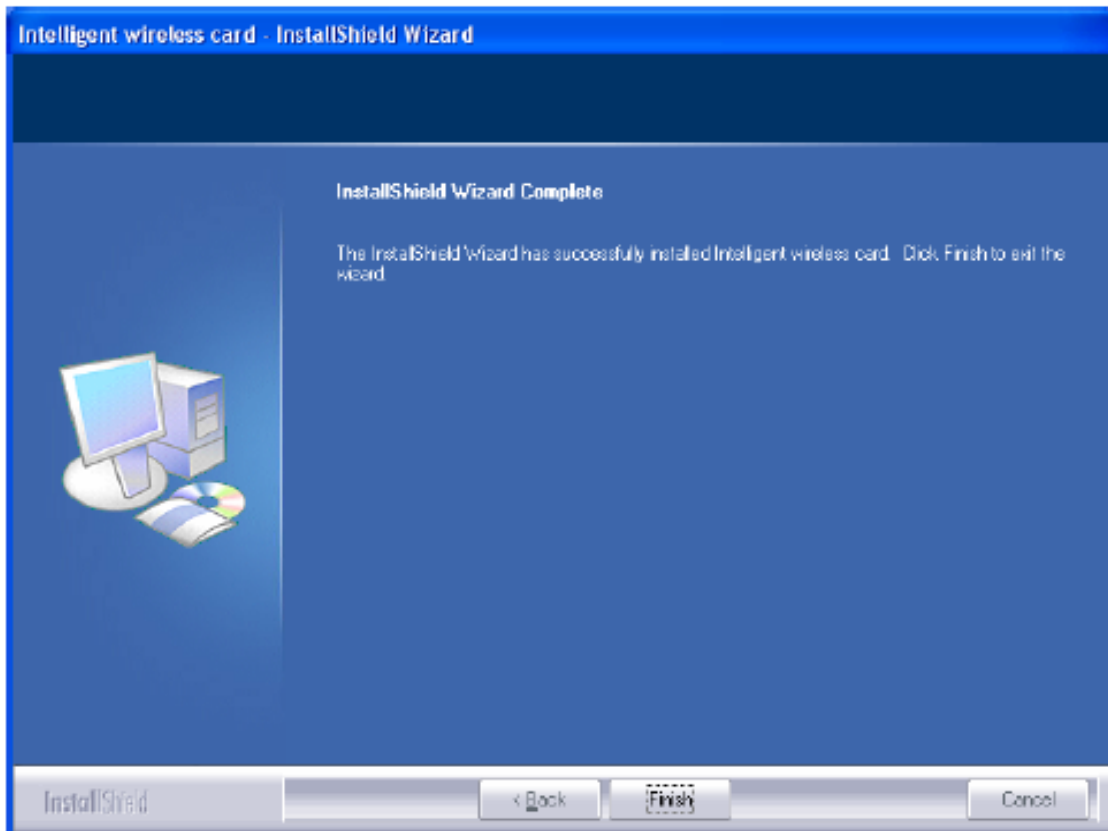 Intelligent wireless card - InstallShield Wizard
InstallShield Wizard Complete
The InstallShield Wizard has successfully installed Intelligent wireless card. Click Finish to exit the
wizard.
InstallShield
< Back
Finish
Cancel